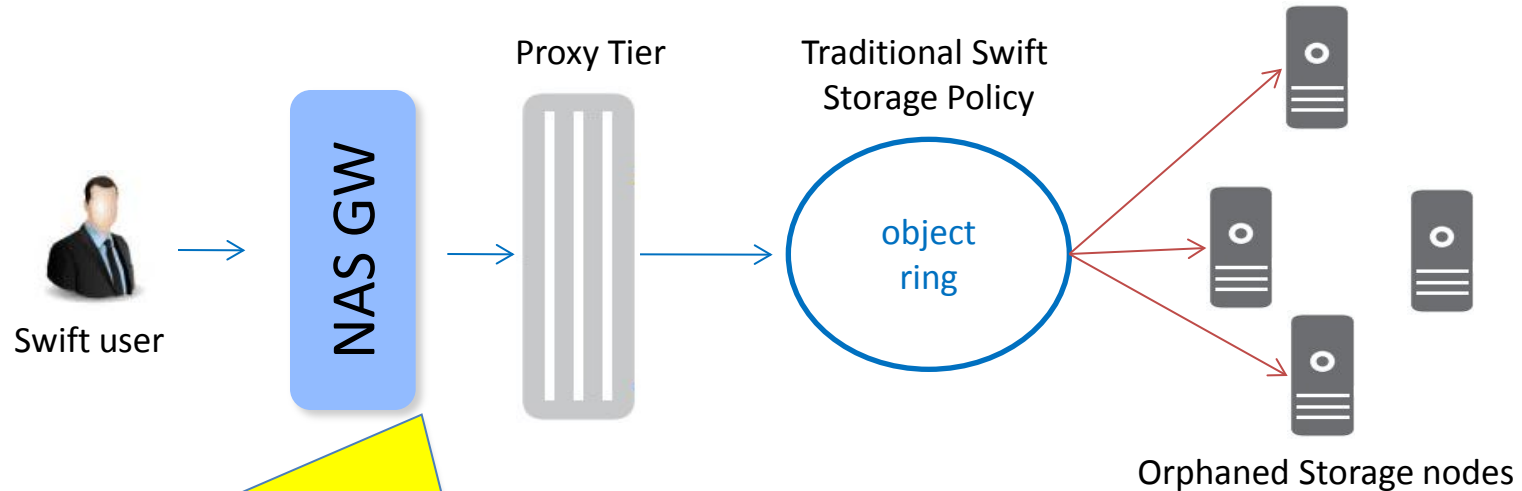 Proxy Tier
Traditional Swift
Storage Policy
NAS GW
object
ring
Swift user
Orphaned Storage nodes